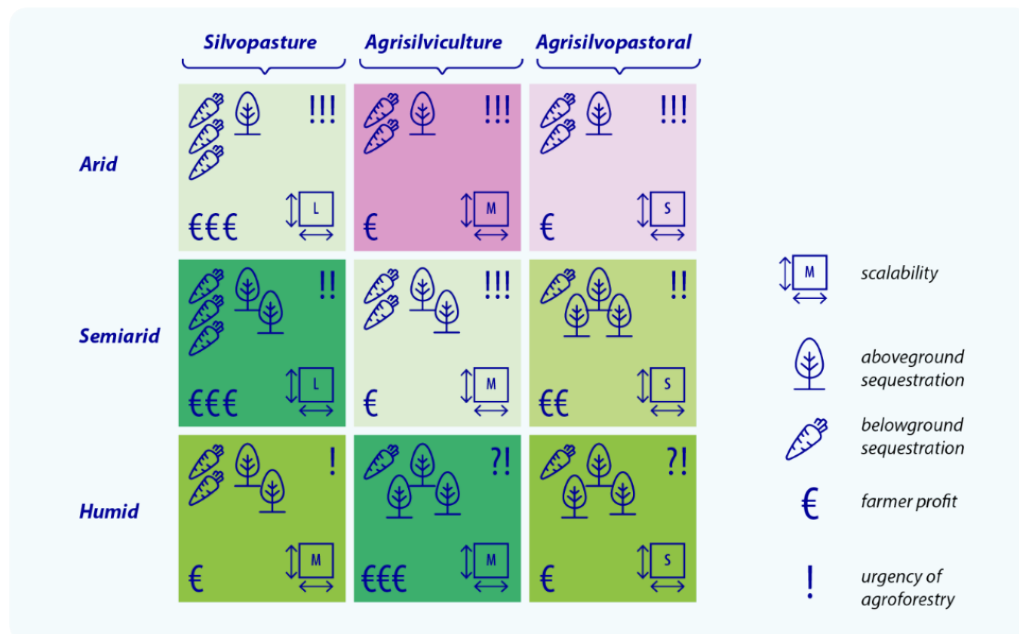 Silvopasture Agrisilviculture Agrisilvopastoral
Arid
!!! !!! !!!
L M S
€€€ € €
Semiarid
!! !!! !!
L M S
€€€ € €€
Humid
! ?! ?!
M M S
€ €€€ €
M scalability
aboveground
sequestration
belowground
sequestration
€ farmer profit
! urgency of
agroforestry